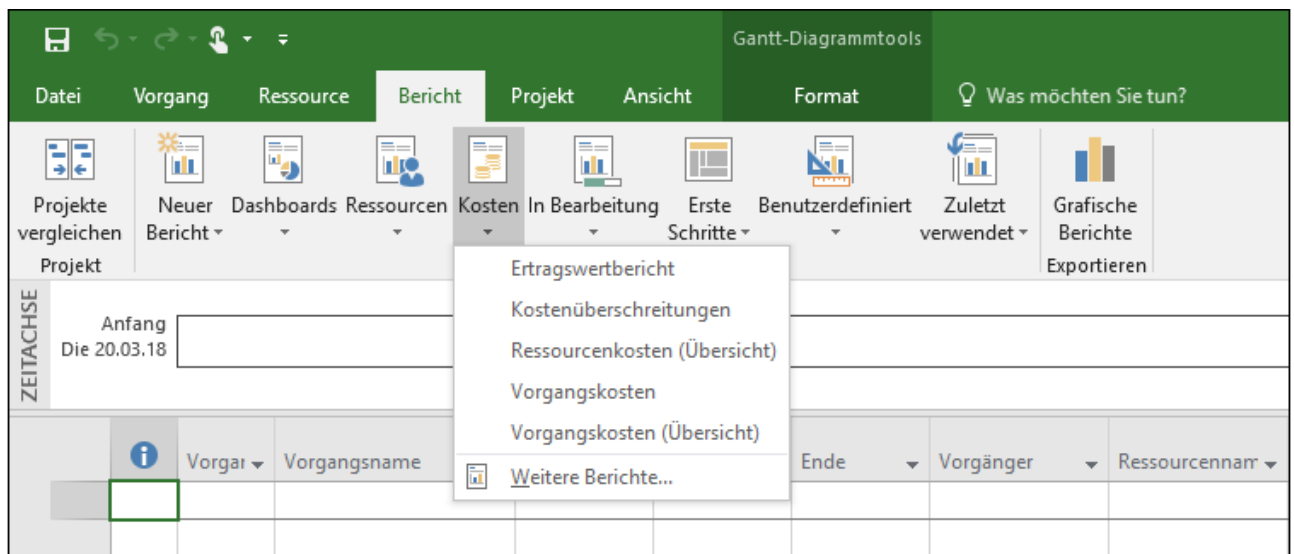 Gantt-Diagrammtools
Datei Vorgang Ressource Bericht Projekt Ansicht Format Was möchten Sie tun?
Projekte vergleichen
Neuer Bericht
Dashboards
Ressourcen
Kosten
In Bearbeitung
Erste Schritte
Benutzerdefiniert
Zuletzt verwendet
Grafische Berichte
Projekt
Exportieren
Ertragswertbericht
Kostenüberschreitungen
Ressourcenkosten (Übersicht)
Vorgangskosten
Vorgangskosten (Übersicht)
Weitere Berichte...
ZEITACHSE
Anfang
Die 20.03.18
Vorgar Vorgangsname Ende Vorgänger Ressourcennam